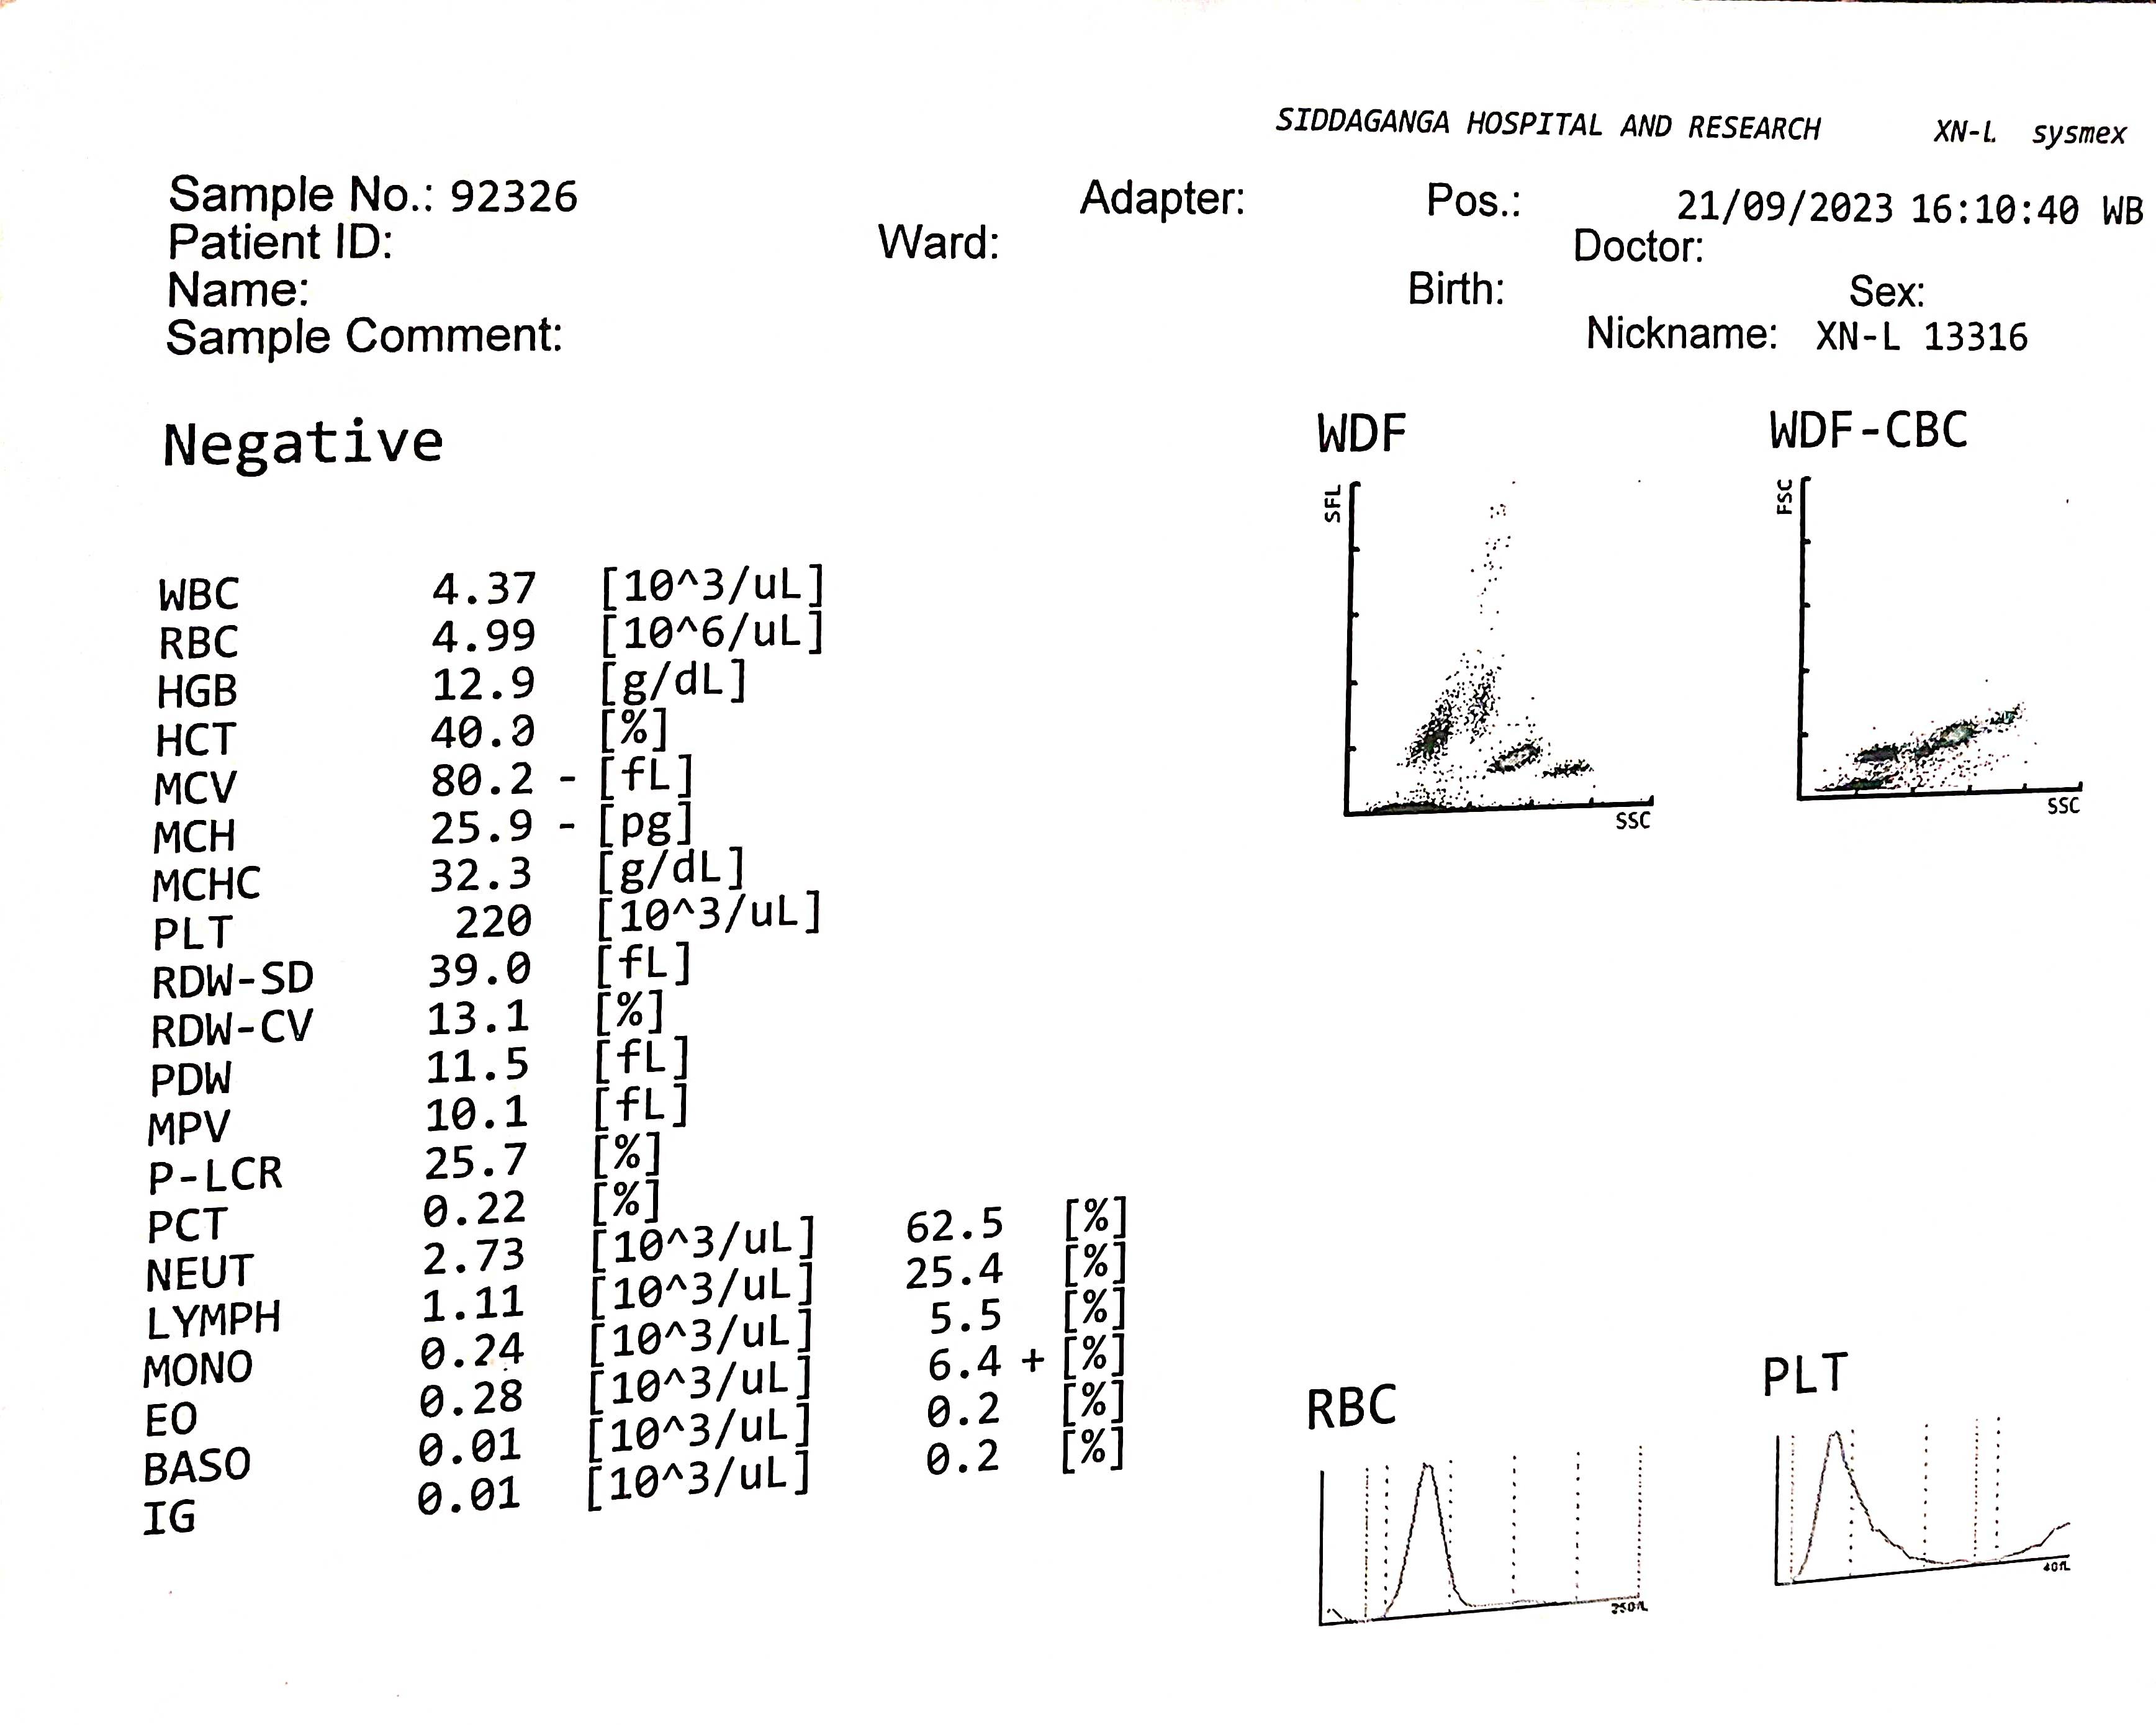 SIDDAGANGA HOSPITAL AND RESEARCH XN-L sysmex
Sample No.: 92326 Adapter: Pos.: 21/09/2023 16:10:40 WB
Patient ID: Ward: Doctor:
Name: Birth: Sex:
Sample Comment: Nickname: XN-L 13316
Negative
WDF WDF-CBC
SFL FSC
SSC SSC
WBC 4.37 [10^3/uL]
RBC 4.99 [10^6/uL]
HGB 12.9 [g/dL]
HCT 40.0 [%]
MCV 80.2 - [fL]
MCH 25.9 - [pg]
MCHC 32.3 [g/dL]
PLT 220 [10^3/uL]
RDW-SD 39.0 [fL]
RDW-CV 13.1 [%]
PDW 11.5 [fL]
MPV 10.1 [fL]
P-LCR 25.7 [%]
PCT 0.22 [%]
NEUT 2.73 [10^3/uL] 62.5 [%]
LYMPH 1.11 [10^3/uL] 25.4 [%]
MONO 0.24 [10^3/uL] 5.5 [%]
EO 0.28 [10^3/uL] 6.4 + [%]
BASO 0.01 [10^3/uL] 0.2 [%]
IG 0.01 [10^3/uL] 0.2 [%]
RBC PLT
250fL 40fL